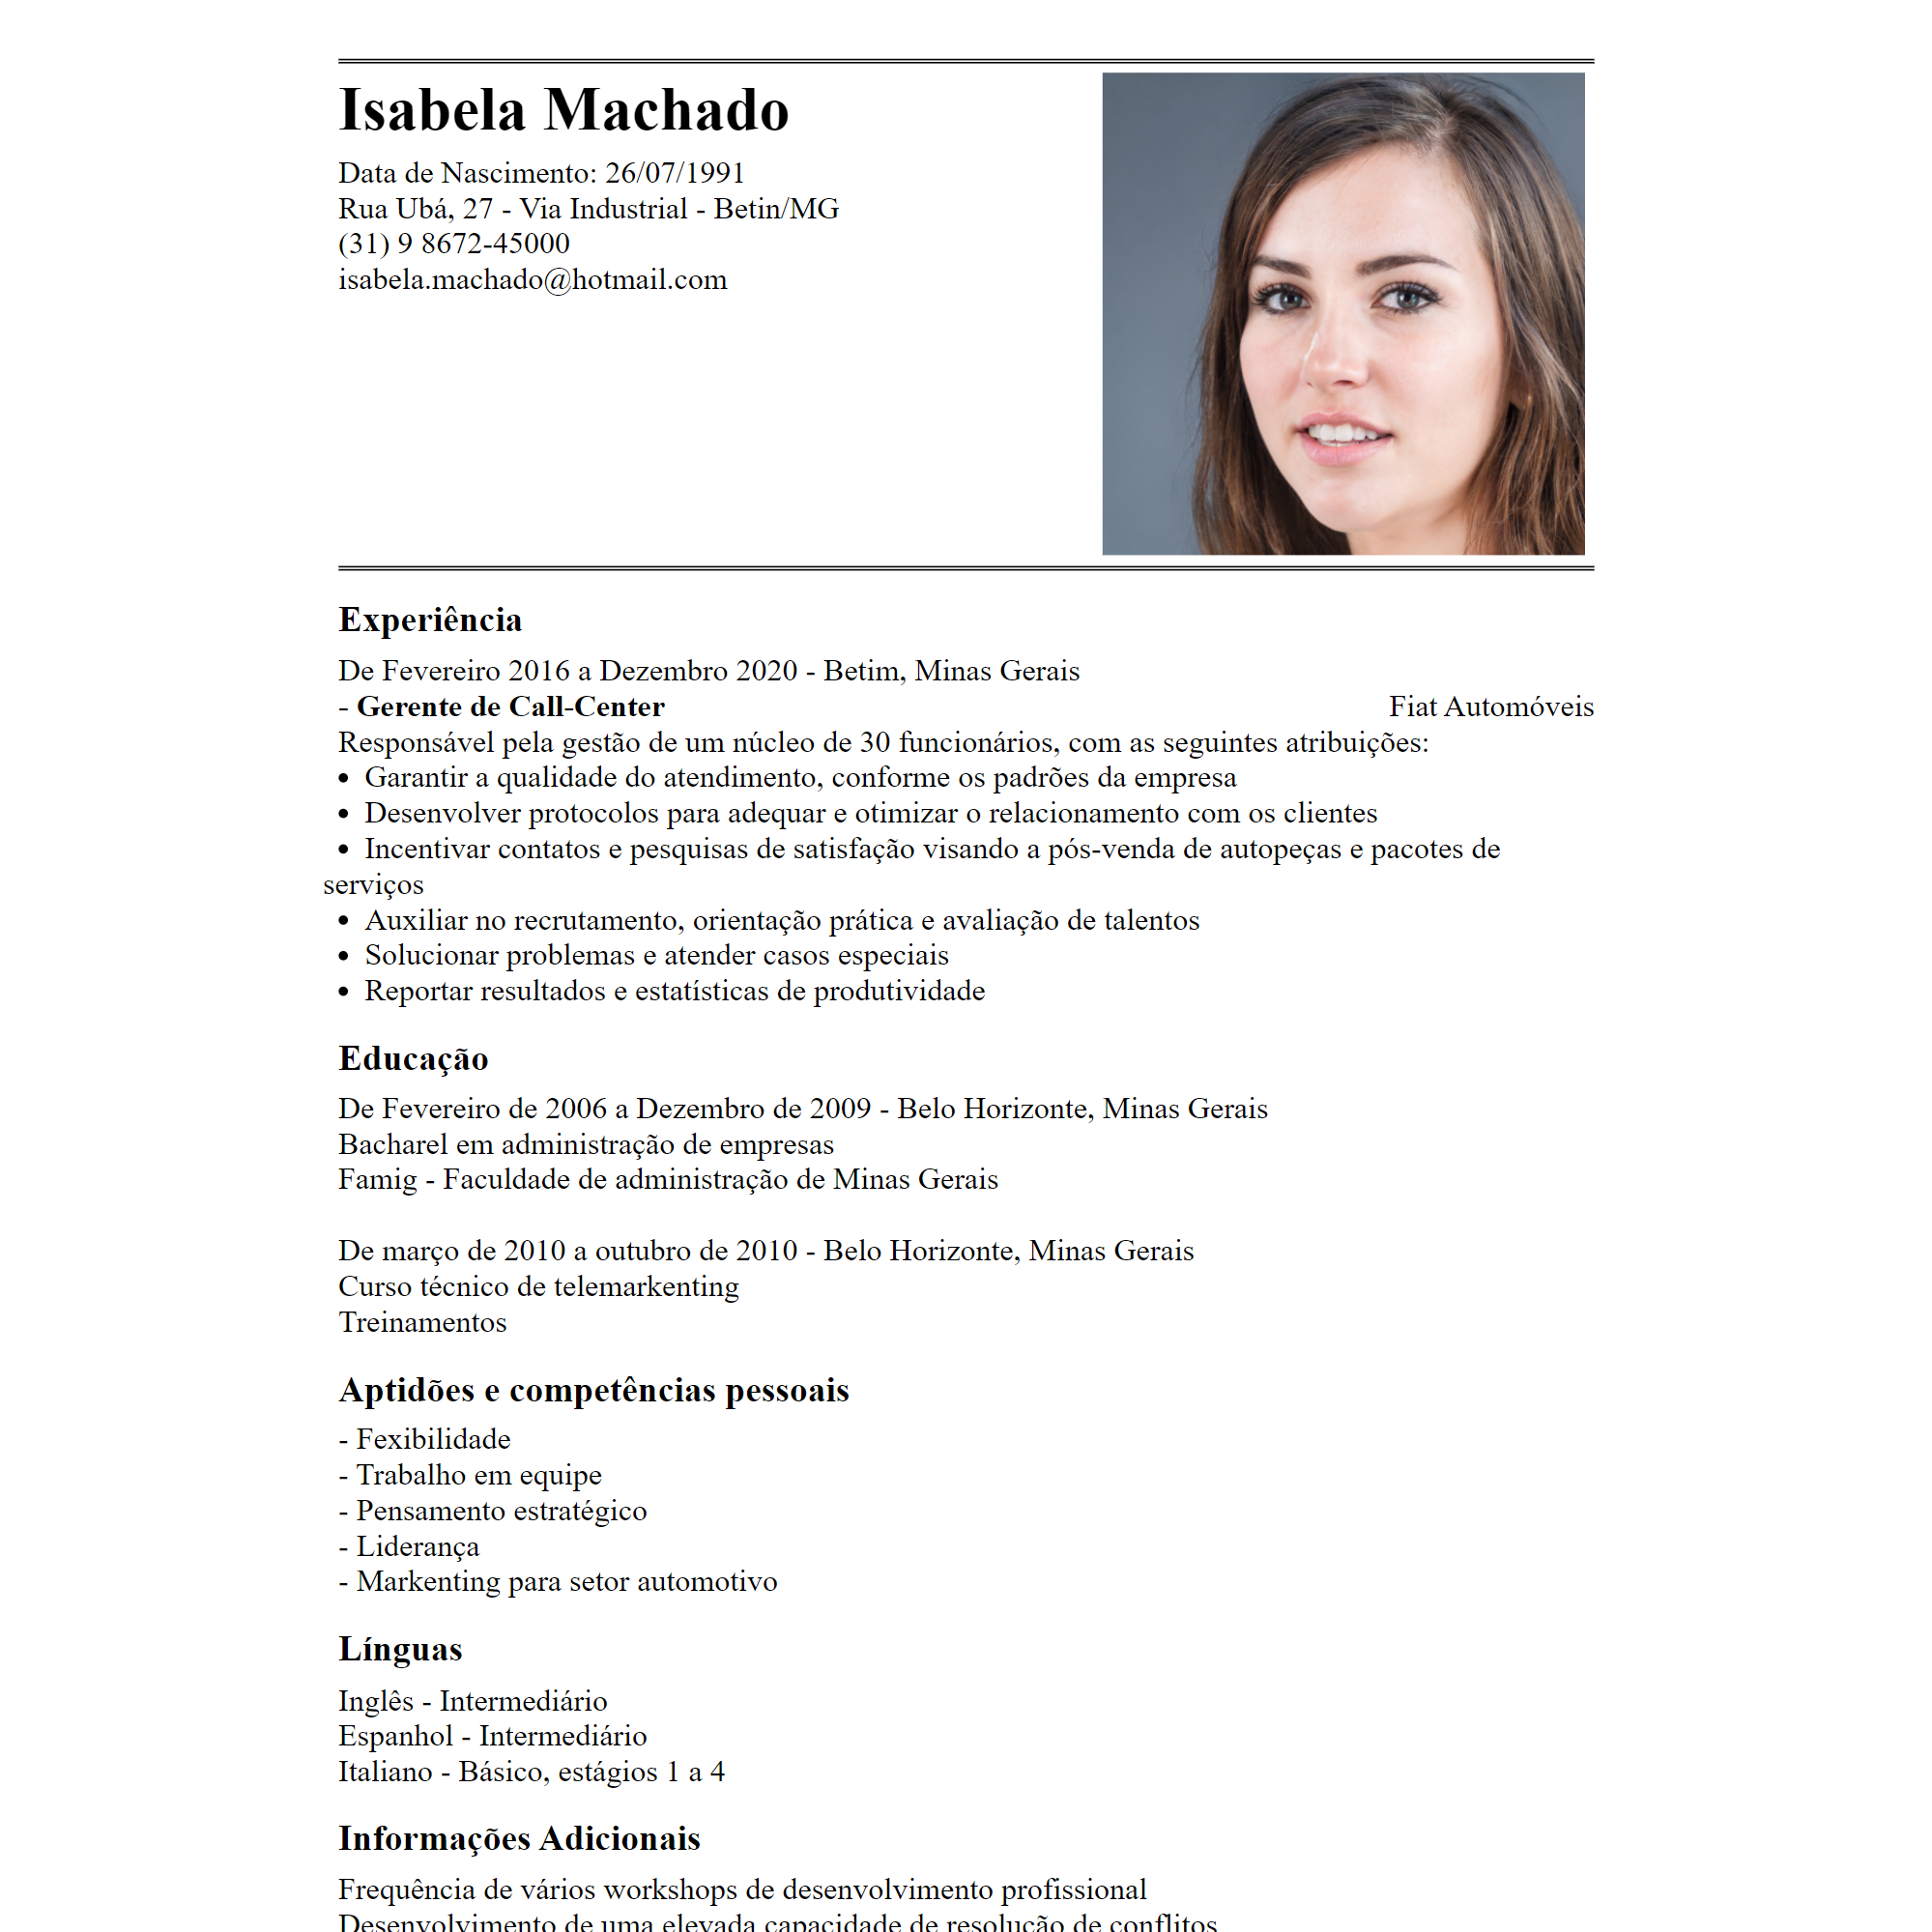 Isabela Machado
Data de Nascimento: 26/07/1991
Rua Ubá, 27 - Via Industrial - Betin/MG
(31) 9 8672-45000
isabela.machado@hotmail.com
Experiência
De Fevereiro 2016 a Dezembro 2020 - Betim, Minas Gerais
- Gerente de Call-Center Fiat Automóveis
Responsável pela gestão de um núcleo de 30 funcionários, com as seguintes atribuições:
• Garantir a qualidade do atendimento, conforme os padrões da empresa
• Desenvolver protocolos para adequar e otimizar o relacionamento com os clientes
• Incentivar contatos e pesquisas de satisfação visando a pós-venda de autopeças e pacotes de
serviços
• Auxiliar no recrutamento, orientação prática e avaliação de talentos
• Solucionar problemas e atender casos especiais
• Reportar resultados e estatísticas de produtividade
Educação
De Fevereiro de 2006 a Dezembro de 2009 - Belo Horizonte, Minas Gerais
Bacharel em administração de empresas
Famig - Faculdade de administração de Minas Gerais
De março de 2010 a outubro de 2010 - Belo Horizonte, Minas Gerais
Curso técnico de telemarkenting
Treinamentos
Aptidões e competências pessoais
- Fexibilidade
- Trabalho em equipe
- Pensamento estratégico
- Liderança
- Markenting para setor automotivo
Línguas
Inglês - Intermediário
Espanhol - Intermediário
Italiano - Básico, estágios 1 a 4
Informações Adicionais
Frequência de vários workshops de desenvolvimento profissional
Desenvolvimento de uma elevada capacidade de resolução de conflitos